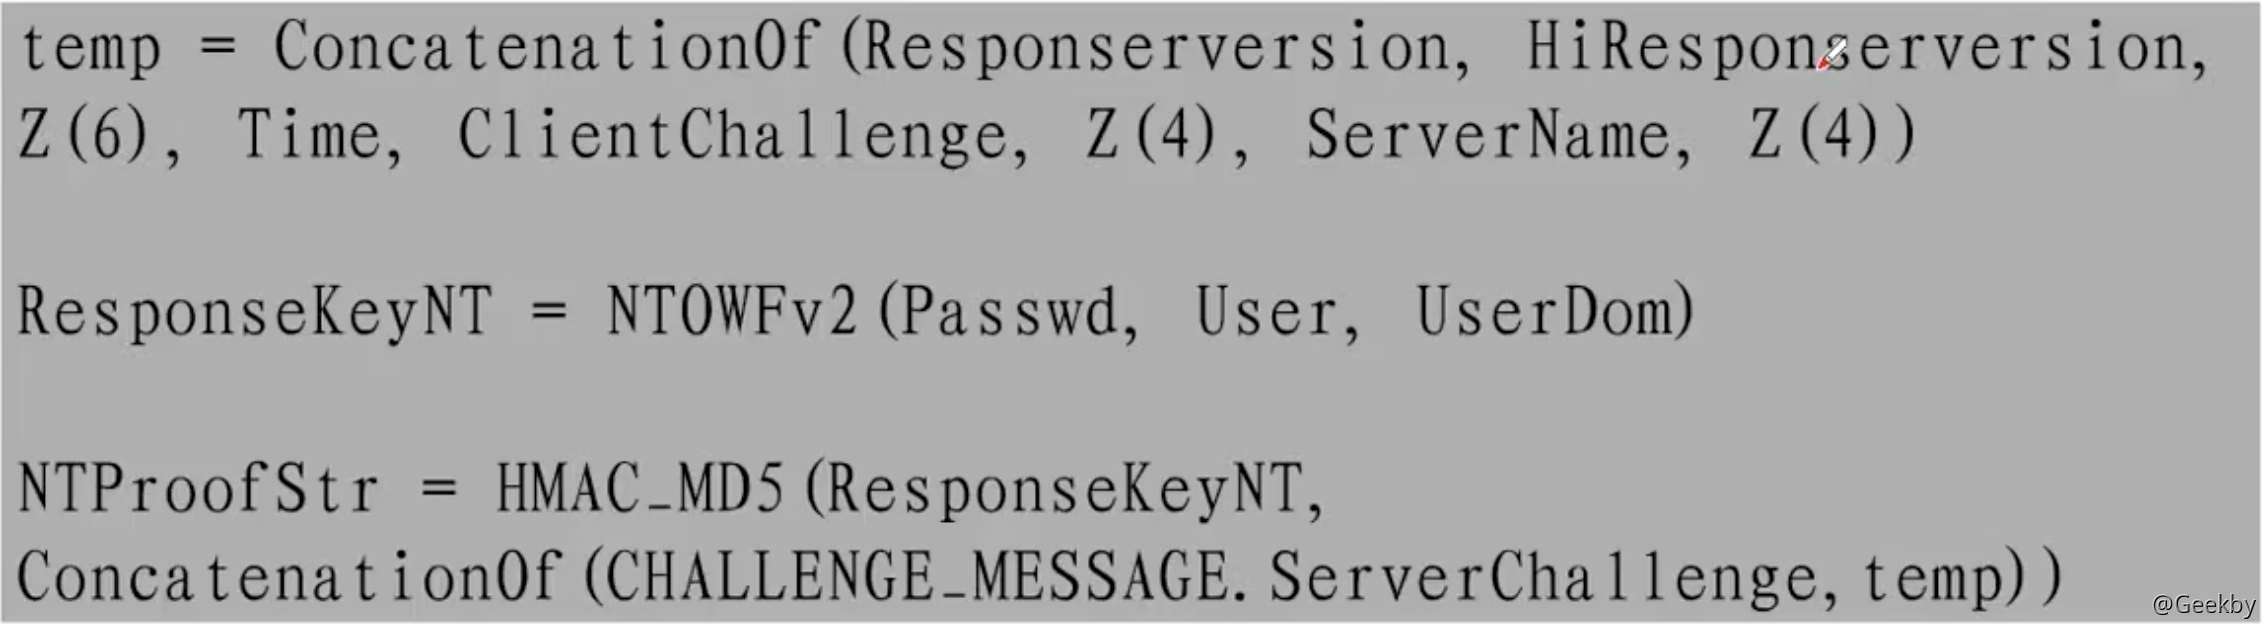 temp = ConcatenationOf(Responserversion, HiResponserversion,
Z(6), Time, ClientChallenge, Z(4), ServerName, Z(4))
ResponseKeyNT = NTOWFv2(Passwd, User, UserDom)
NTProofStr = HMAC_MD5(ResponseKeyNT,
ConcatenationOf(CHALLENGE_MESSAGE.ServerChallenge,temp))
@Geekby